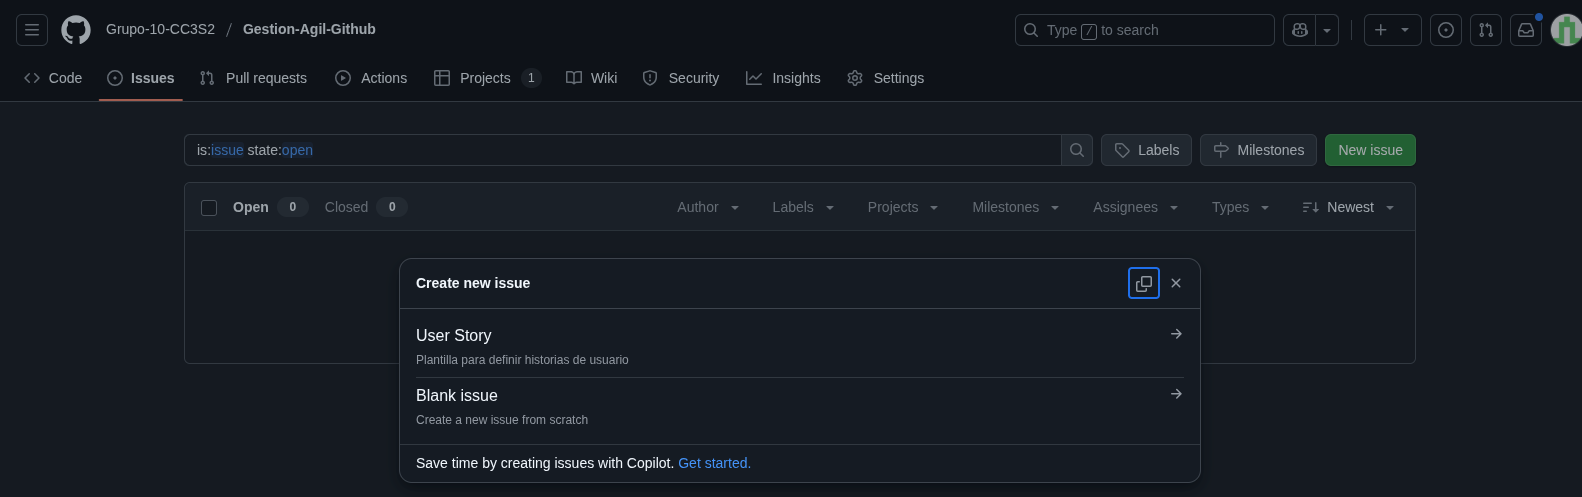 Grupo-10-CC3S2 / Gestion-Agil-Github
Type / to search
Code Issues Pull requests Actions Projects 1 Wiki Security Insights Settings
is:issue state:open
Labels Milestones New issue
Open 0 Closed 0 Author Labels Projects Milestones Assignees Types Newest
Create new issue
User Story
Plantilla para definir historias de usuario
Blank issue
Create a new issue from scratch
Save time by creating issues with Copilot. Get started.